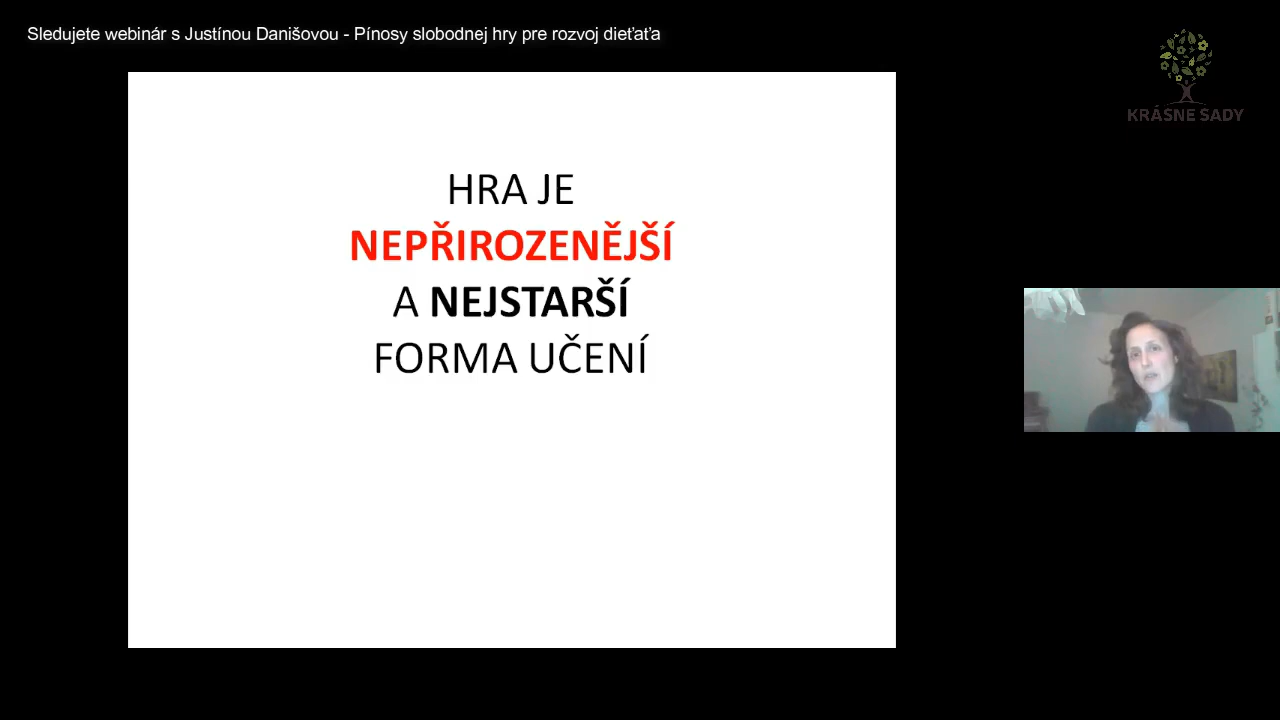 Sledujete webinár s Justínou Danišovou - Pínosy slobodnej hry pre rozvoj dieťaťa
KRÁSNE SADY
HRA JE
NEPŘIROZENĚJŠÍ
A NEJSTARŠÍ
FORMA UČENÍ